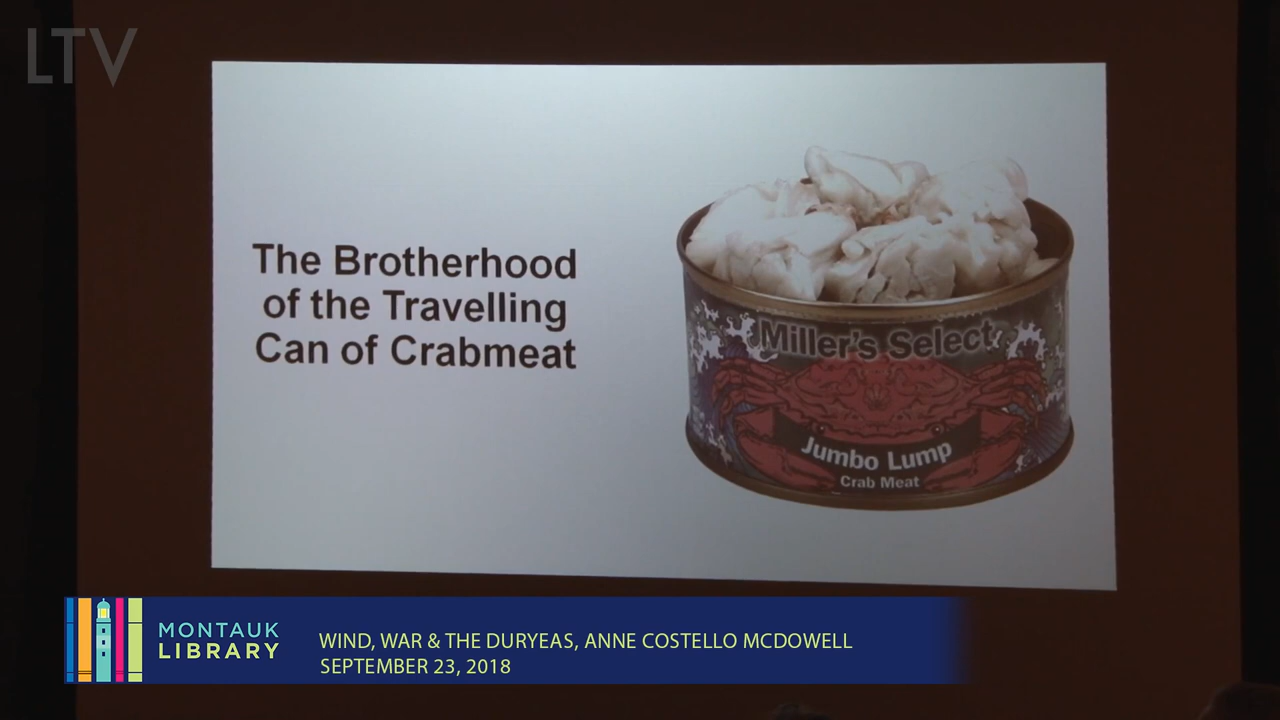 LTV
The Brotherhood
of the Travelling
Can of Crabmeat
Miller's Select
Jumbo Lump
Crab Meat
MONTAUK
LIBRARY
WIND, WAR & THE DURYEAS, ANNE COSTELLO MCDOWELL
SEPTEMBER 23, 2018